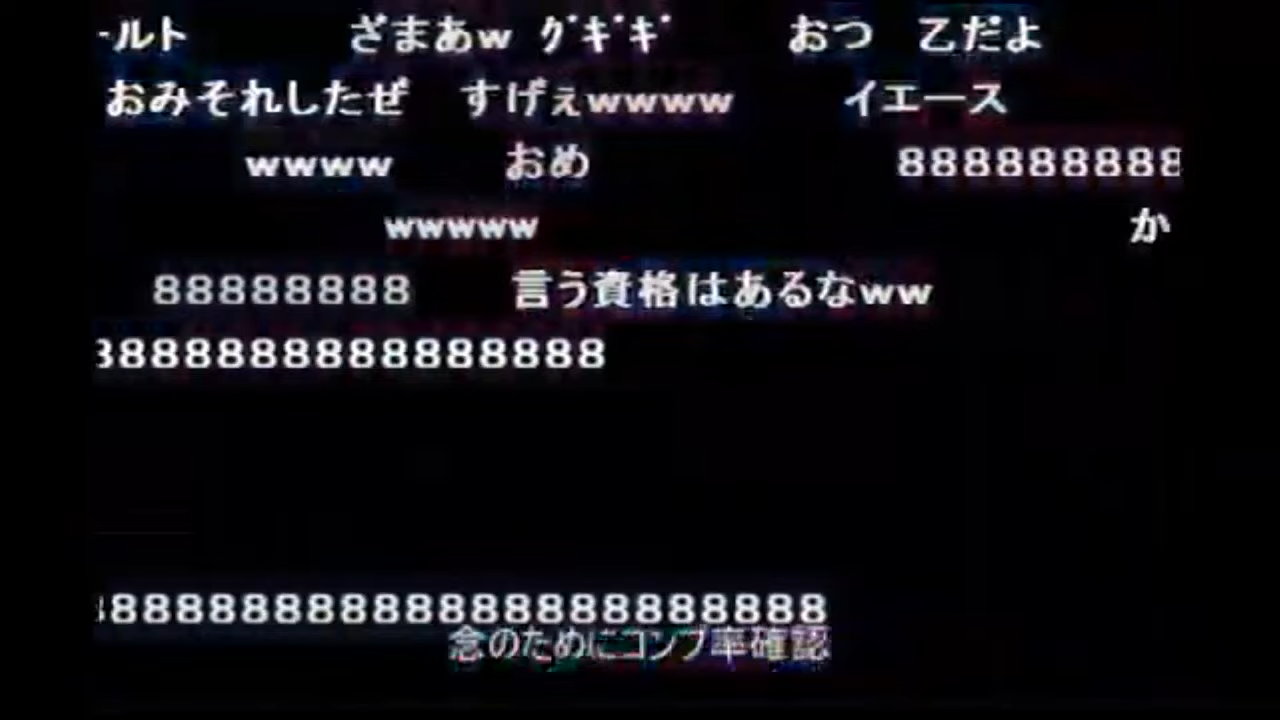 ールト ざまあw グギギ おつ 乙だよ
おみそれしたぜ すげぇwwww イエース
wwww おめ 888888888
wwwww か
88888888 言う資格はあるなww
8888888888888888
8888888888888888888888
念のためにコンプ率確認